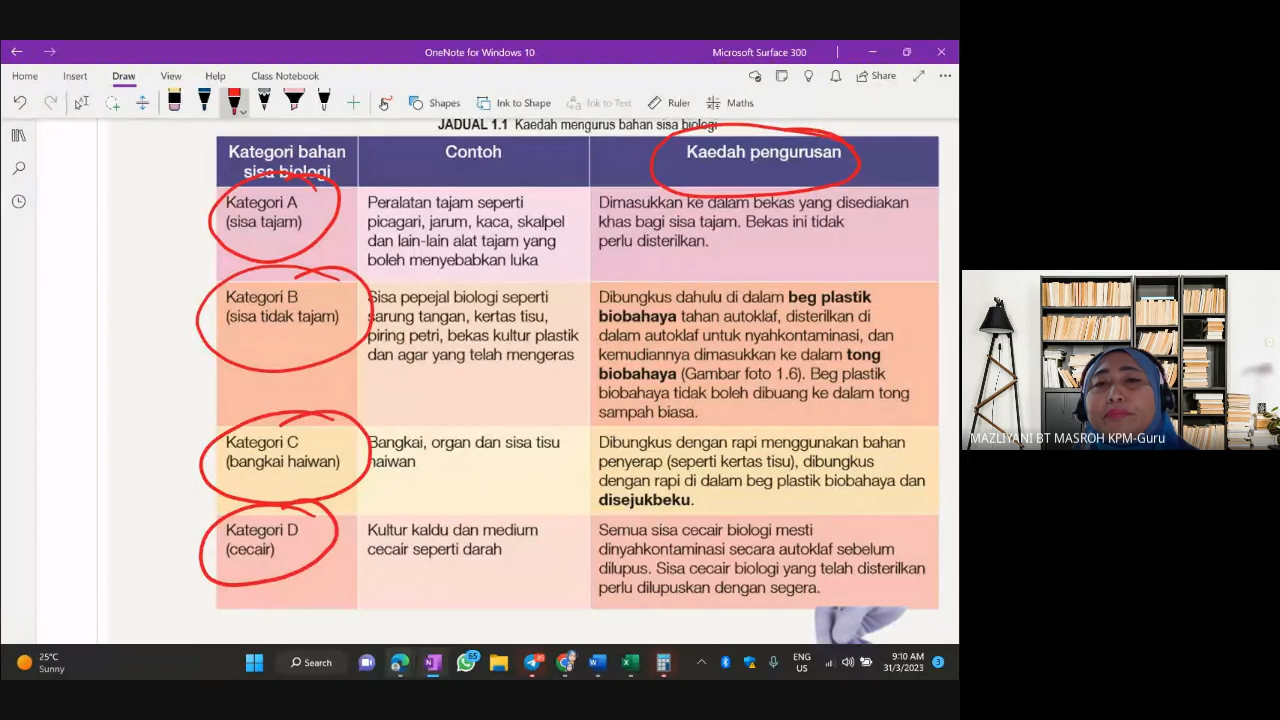 OneNote for Windows 10
Microsoft Surface 300
Home Insert Draw View Help Class Notebook
Share
Shapes Ink to Shape Ink to Text Ruler Maths
JADUAL 1.1 Kaedah mengurus bahan sisa biologi
Kategori bahan
sisa biologi
Contoh
Kaedah pengurusan
Kategori A
(sisa tajam)
Peralatan tajam seperti
picagari, jarum, kaca, skalpel
dan lain-lain alat tajam yang
boleh menyebabkan luka
Dimasukkan ke dalam bekas yang disediakan
khas bagi sisa tajam. Bekas ini tidak
perlu disterilkan.
Kategori B
(sisa tidak tajam)
Sisa pepejal biologi seperti
sarung tangan, kertas tisu,
piring petri, bekas kultur plastik
dan agar yang telah mengeras
Dibungkus dahulu di dalam beg plastik
biobahaya tahan autoklaf, disterilkan di
dalam autoklaf untuk nyahkontaminasi, dan
kemudiannya dimasukkan ke dalam tong
biobahaya (Gambar foto 1.6). Beg plastik
biobahaya tidak boleh dibuang ke dalam tong
sampah biasa.
Kategori C
(bangkai haiwan)
Bangkai, organ dan sisa tisu
haiwan
Dibungkus dengan rapi menggunakan bahan
penyerap (seperti kertas tisu), dibungkus
dengan rapi di dalam beg plastik biobahaya dan
disejukbeku.
Kategori D
(cecair)
Kultur kaldu dan medium
cecair seperti darah
Semua sisa cecair biologi mesti
dinyahkontaminasi secara autoklaf sebelum
dilupus. Sisa cecair biologi yang telah disterilkan
perlu dilupuskan dengan segera.
MAZLIYANI BT MASROH KPM-Guru
25°C
Sunny
Search
65
ENG
US
9:10 AM
31/3/2023
3